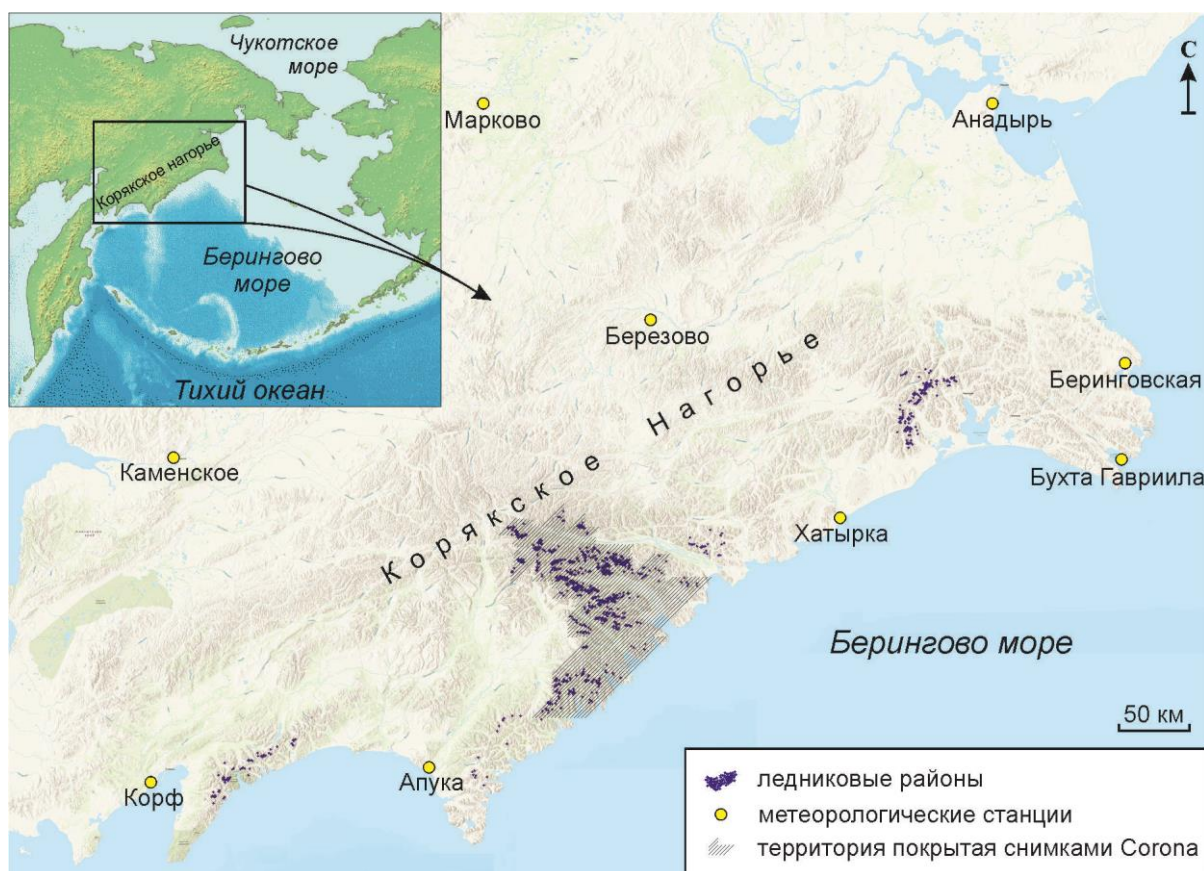 Чукотское
море
Корякское нагорье
Берингово
море
Тихий океан
С
Марково
Анадырь
Березово
Беринговская
Каменское
Бухта Гавриила
Хатырка
Корякское Нагорье
Берингово море
Апука
Корф
50 км
ледниковые районы
метеорологические станции
территория покрытая снимками Corona